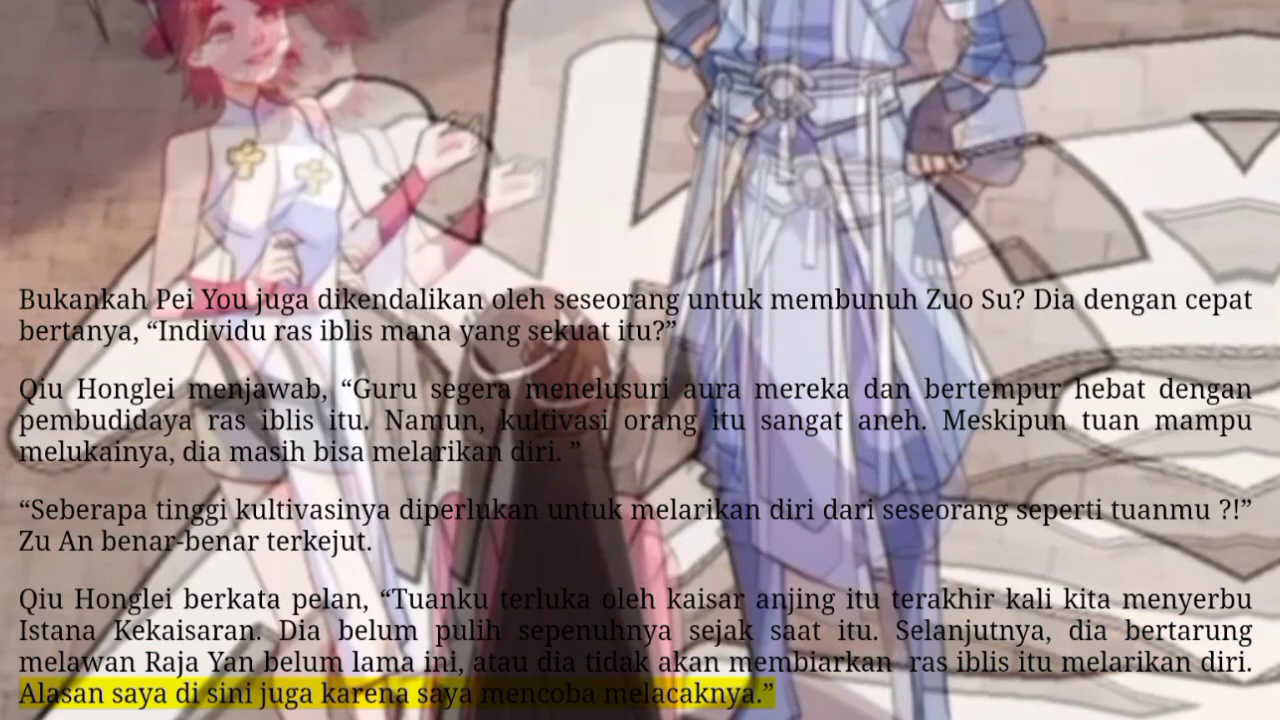 Bukankah Pei You juga dikendalikan oleh seseorang untuk membunuh Zuo Su? Dia dengan cepat
bertanya, “Individu ras iblis mana yang sekuat itu?”
Qiu Honglei menjawab, “Guru segera menelusuri aura mereka dan bertempur hebat dengan
pembudidaya ras iblis itu. Namun, kultivasi orang itu sangat aneh. Meskipun tuan mampu
melukainya, dia masih bisa melarikan diri. ”
“Seberapa tinggi kultivasinya diperlukan untuk melarikan diri dari seseorang seperti tuanmu ?!”
Zu An benar-benar terkejut.
Qiu Honglei berkata pelan, “Tuanku terluka oleh kaisar anjing itu terakhir kali kita menyerbu
Istana Kekaisaran. Dia belum pulih sepenuhnya sejak saat itu. Selanjutnya, dia bertarung
melawan Raja Yan belum lama ini, atau dia tidak akan membiarkan ras iblis itu melarikan diri.
Alasan saya di sini juga karena saya mencoba melacaknya.”